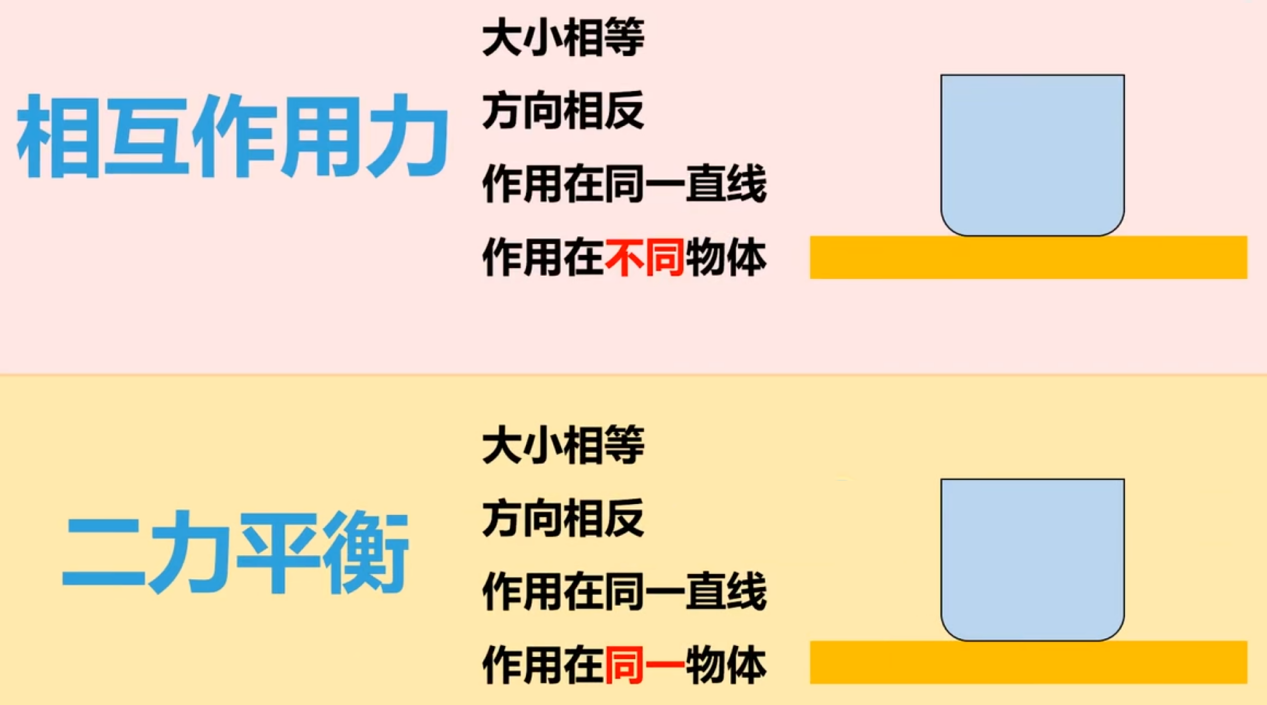 相互作用力
大小相等
方向相反
作用在同一直线
作用在不同物体
二力平衡
大小相等
方向相反
作用在同一直线
作用在同一物体